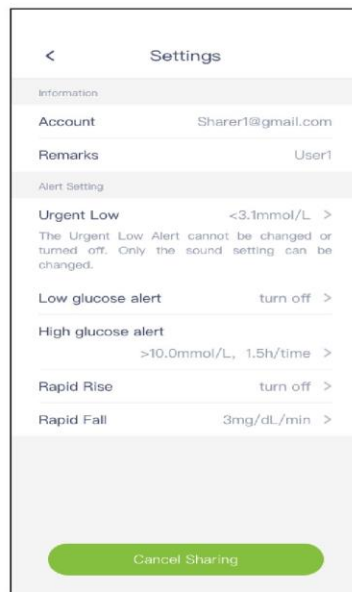 Settings
Information
Account Sharer1@gmail.com
Remarks User1
Alert Setting
Urgent Low <3.1mmol/L >
The Urgent Low Alert cannot be changed or
turned off. Only the sound setting can be
changed.
Low glucose alert turn off >
High glucose alert
>10.0mmol/L, 1.5h/time >
Rapid Rise turn off >
Rapid Fall 3mg/dL/min >
Cancel Sharing